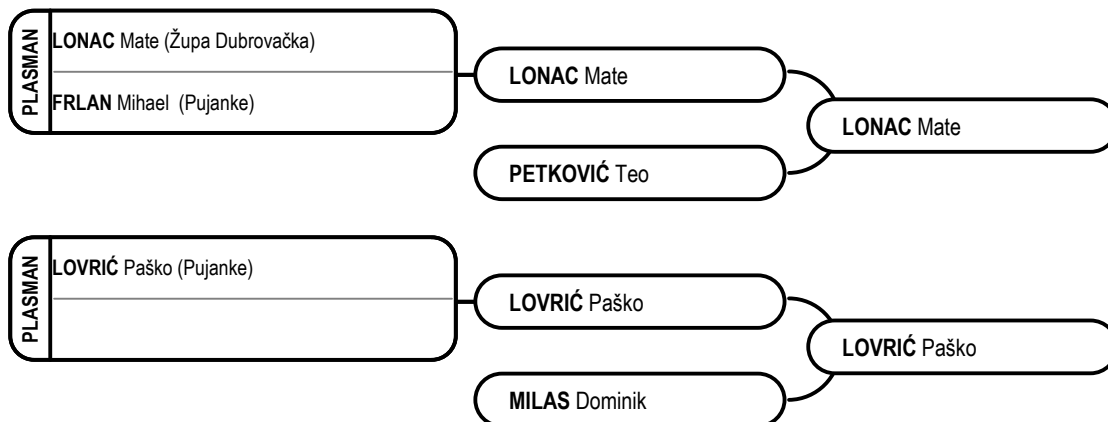 PLASMAN
LONAC Mate (Župa Dubrovačka)
FRLAN Mihael (Pujanke)
LONAC Mate
PETKOVIĆ Teo
LONAC Mate
PLASMAN
LOVRIĆ Paško (Pujanke)
LOVRIĆ Paško
MILAS Dominik
LOVRIĆ Paško